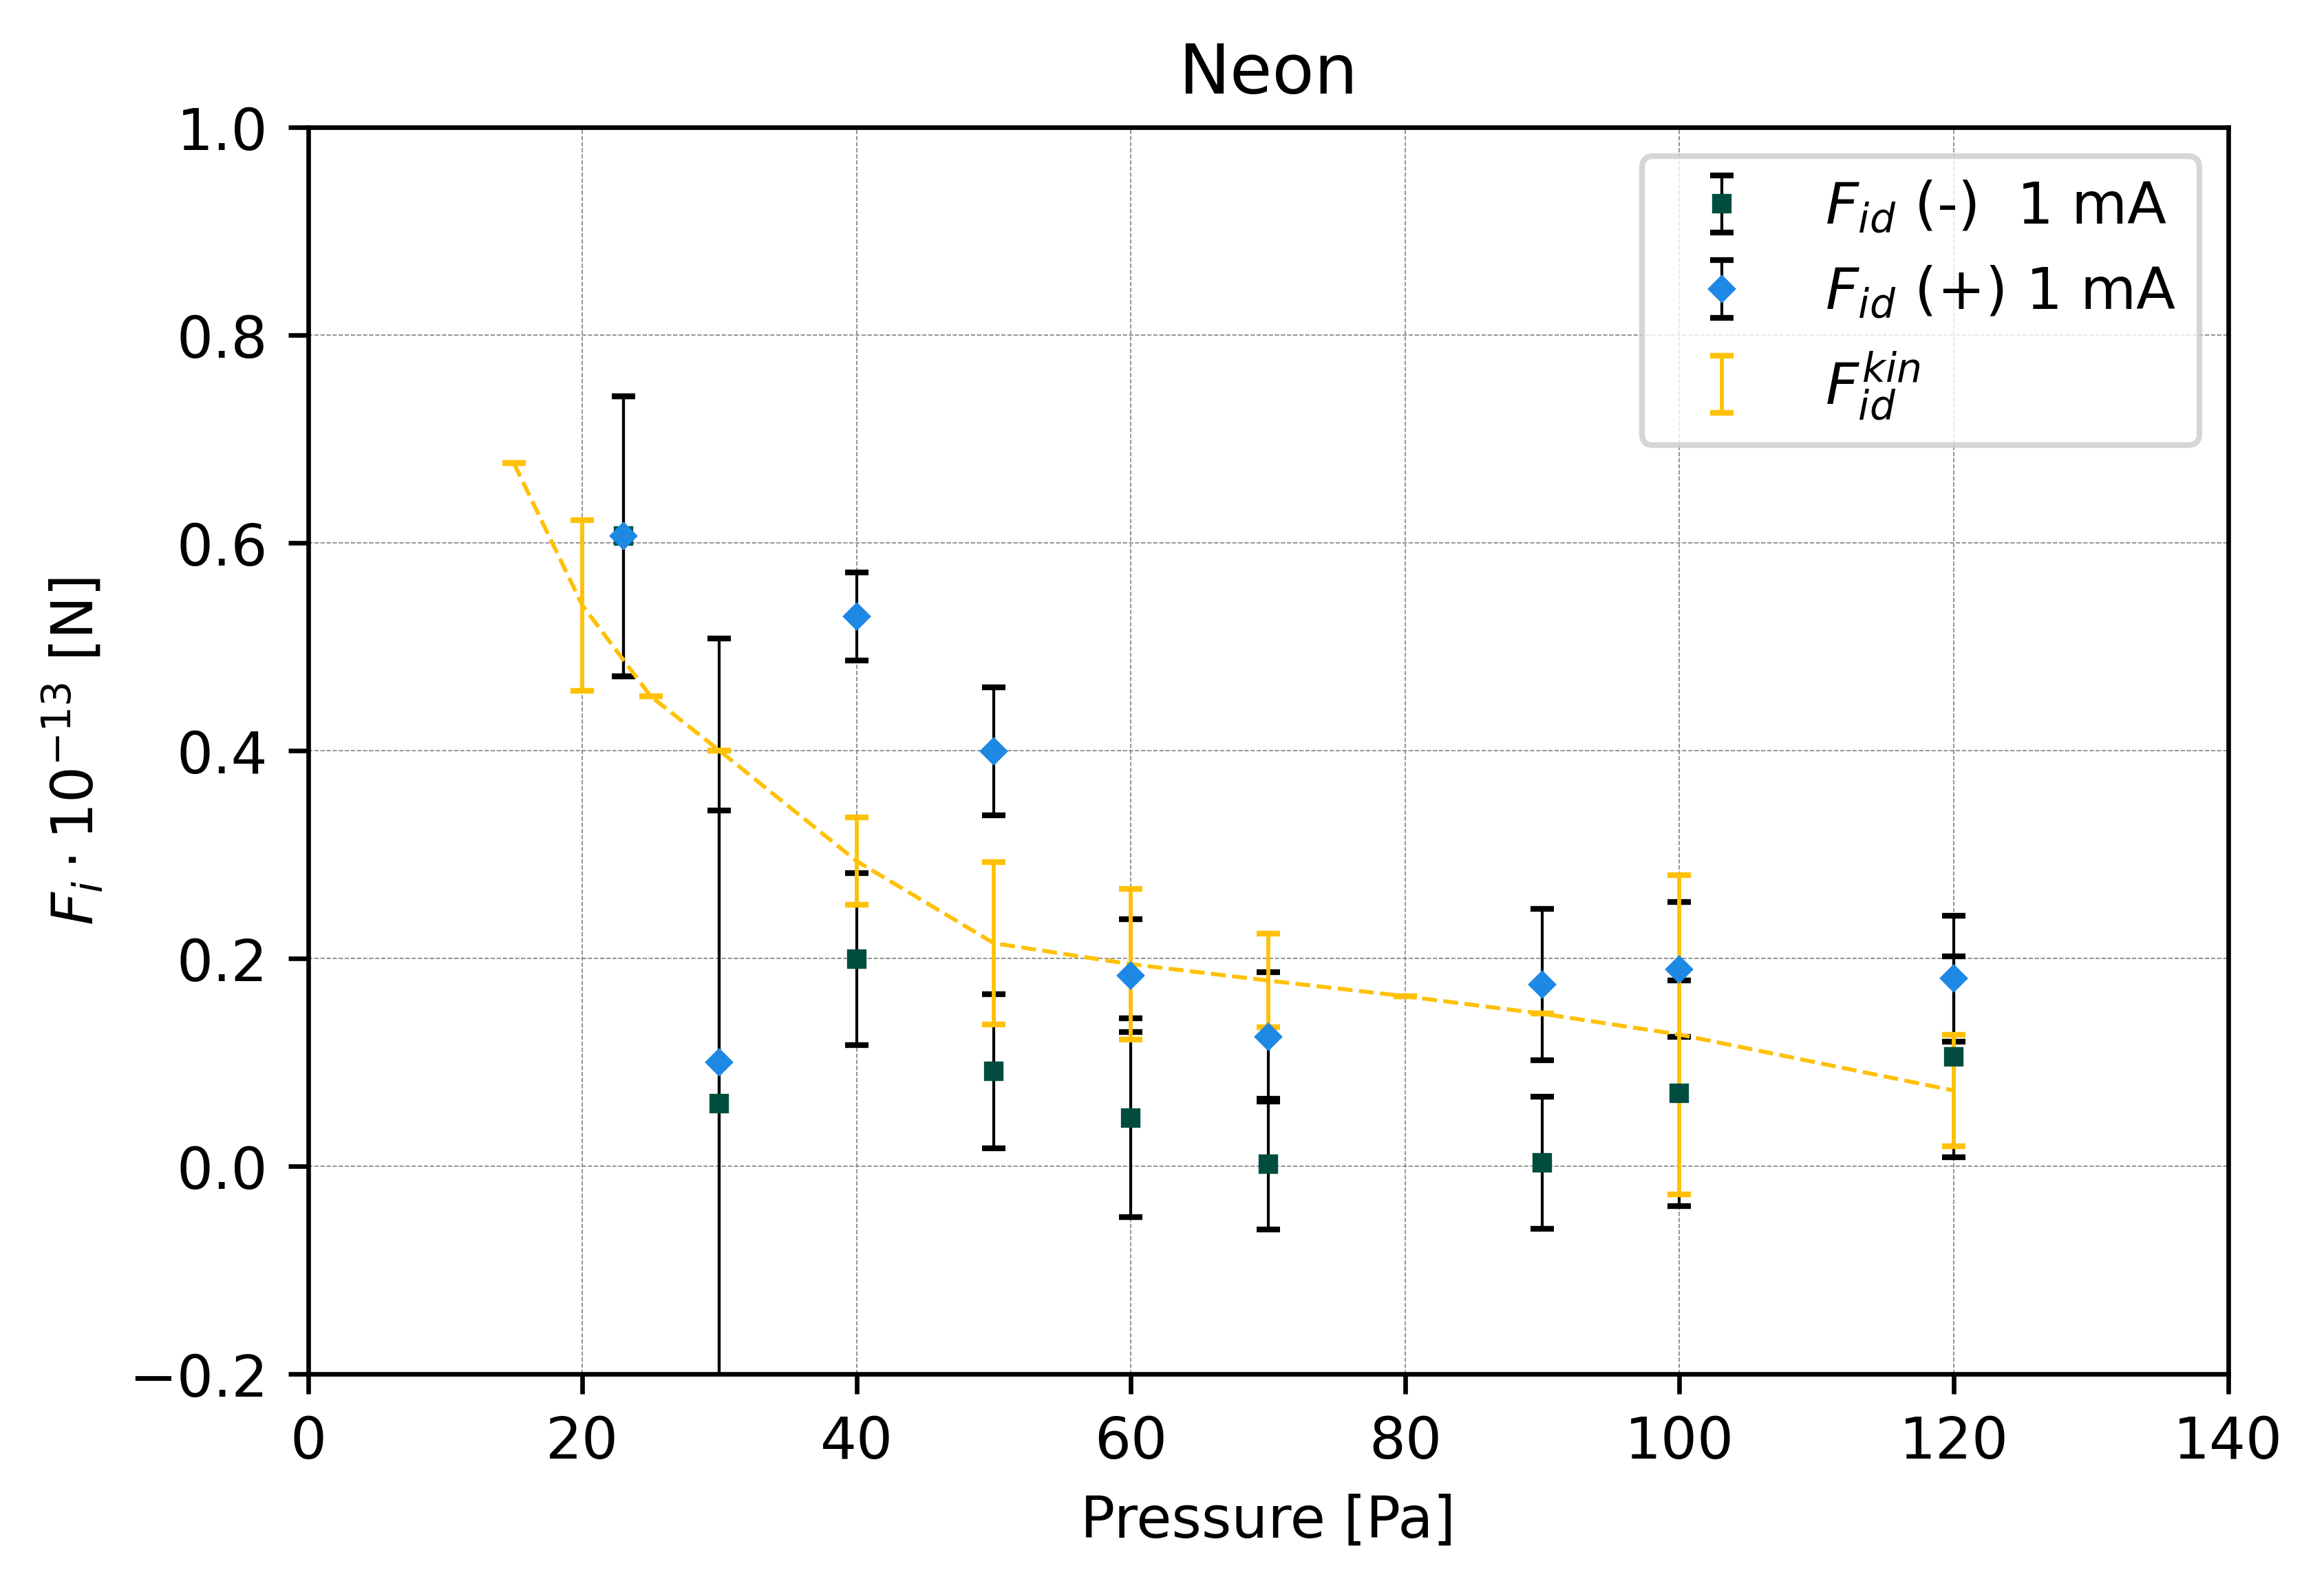 Neon
1.0
0.8
0.6
0.4
0.2
0.0
−0.2
0 20 40 60 80 100 120 140
Pressure [Pa]
F_i · 10^{−13} [N]
F_{id} (-) 1 mA
F_{id} (+) 1 mA
F_{id}^{kin}